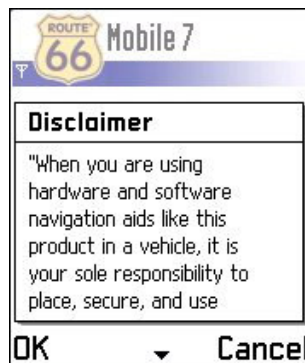 ROUTE
66
Mobile 7
Disclaimer
"When you are using
hardware and software
navigation aids like this
product in a vehicle, it is
your sole responsibility to
place, secure, and use
OK Cancel